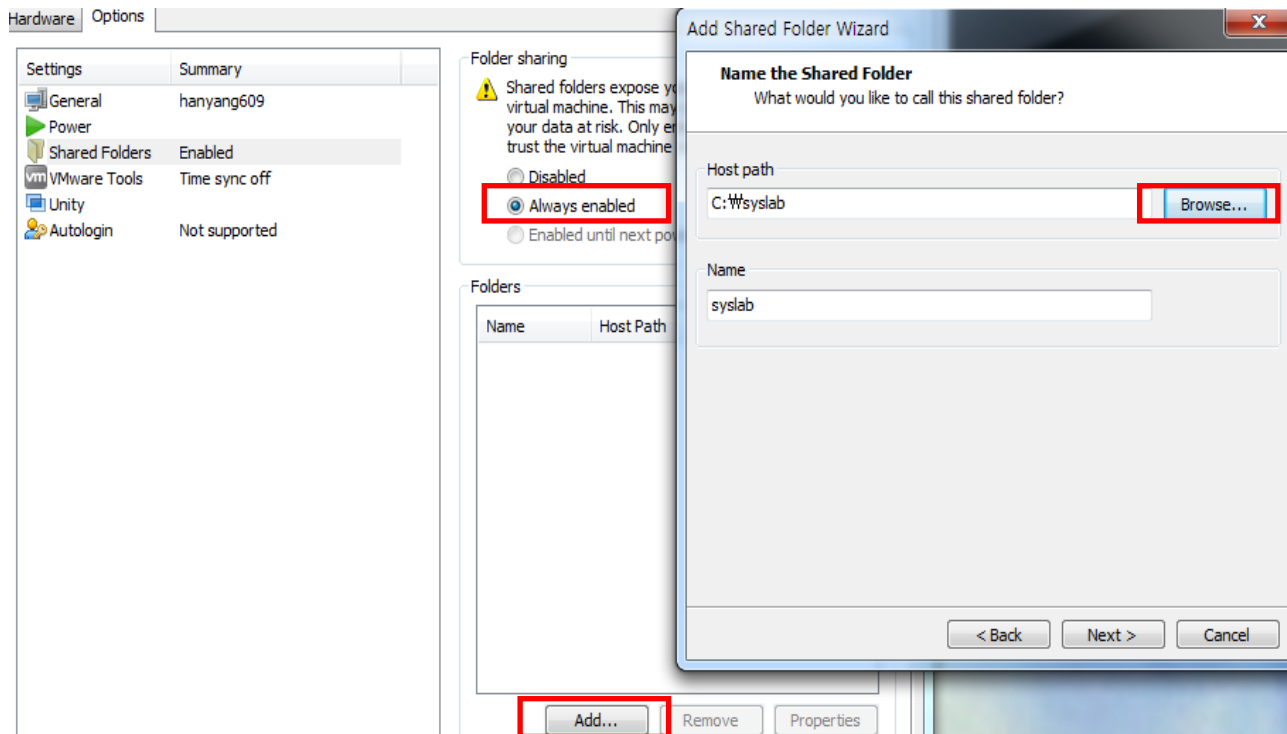 Hardware
Options
Settings Summary
General hanyang609
Power
Shared Folders Enabled
VMware Tools Time sync off
Unity
Autologin Not supported
Folder sharing
Shared folders expose
virtual machine. This may
your data at risk. Only
trust the virtual machine
Disabled
Always enabled
Enabled until next
Folders
Name Host Path
Add... Remove Properties
Add Shared Folder Wizard
Name the Shared Folder
What would you like to call this shared folder?
Host path
C:₩syslab
Browse...
Name
syslab
< Back Next > Cancel